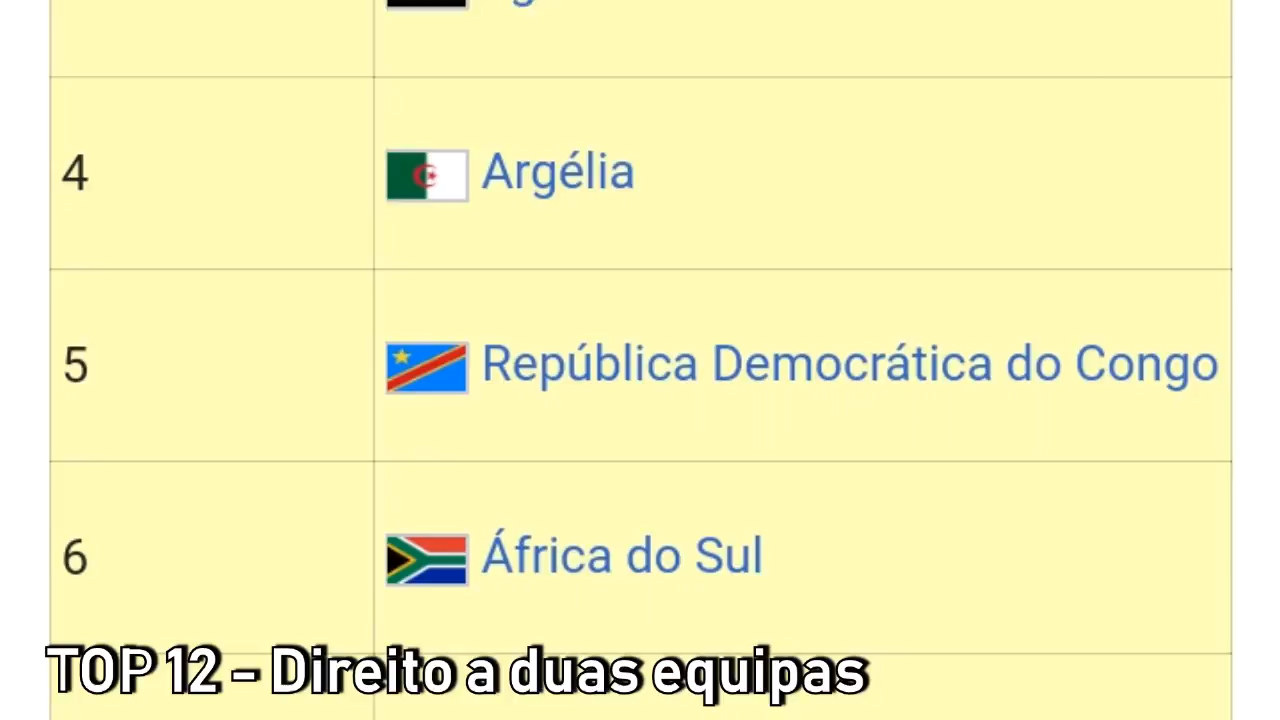 4 Argélia
5 República Democrática do Congo
6 África do Sul
TOP 12 - Direito a duas equipas